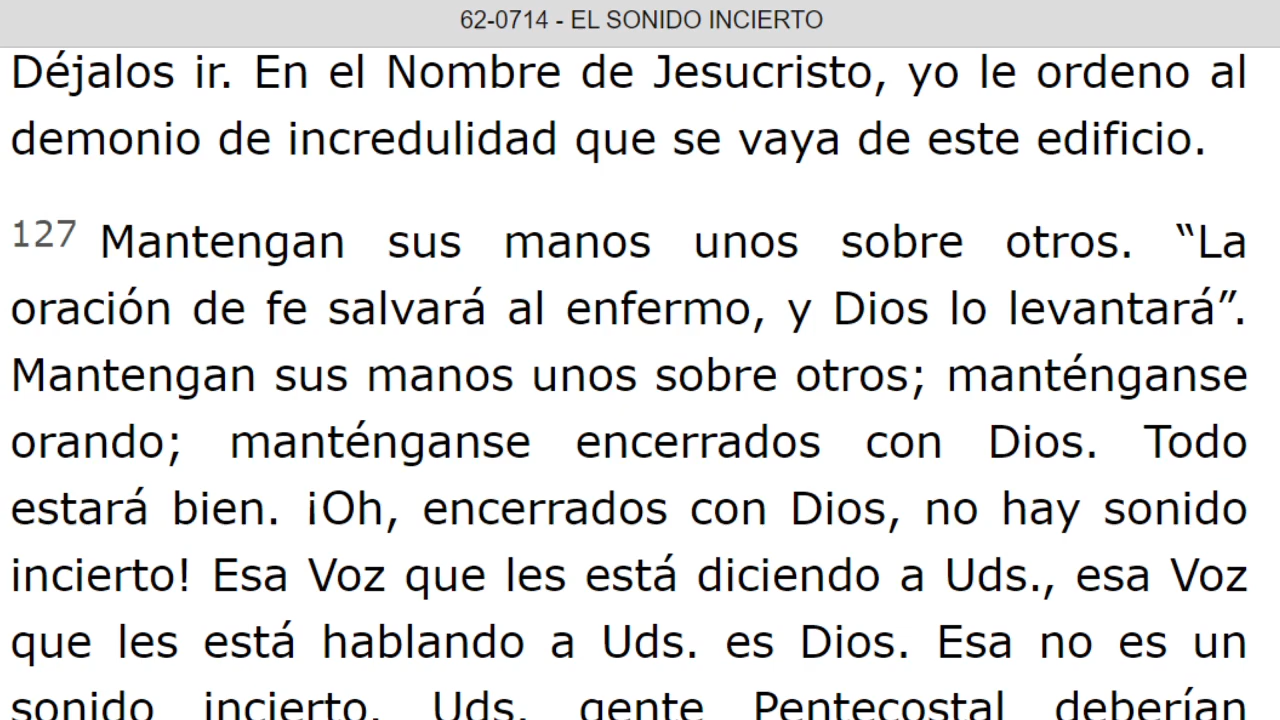 62-0714 - EL SONIDO INCIERTO
Déjalos ir. En el Nombre de Jesucristo, yo le ordeno al
demonio de incredulidad que se vaya de este edificio.
127 Mantengan sus manos unos sobre otros. “La
oración de fe salvará al enfermo, y Dios lo levantará”.
Mantengan sus manos unos sobre otros; manténganse
orando; manténganse encerrados con Dios. Todo
estará bien. ¡Oh, encerrados con Dios, no hay sonido
incierto! Esa Voz que les está diciendo a Uds., esa Voz
que les está hablando a Uds. es Dios. Esa no es un
sonido incierto. Uds. gente Pentecostal deberían